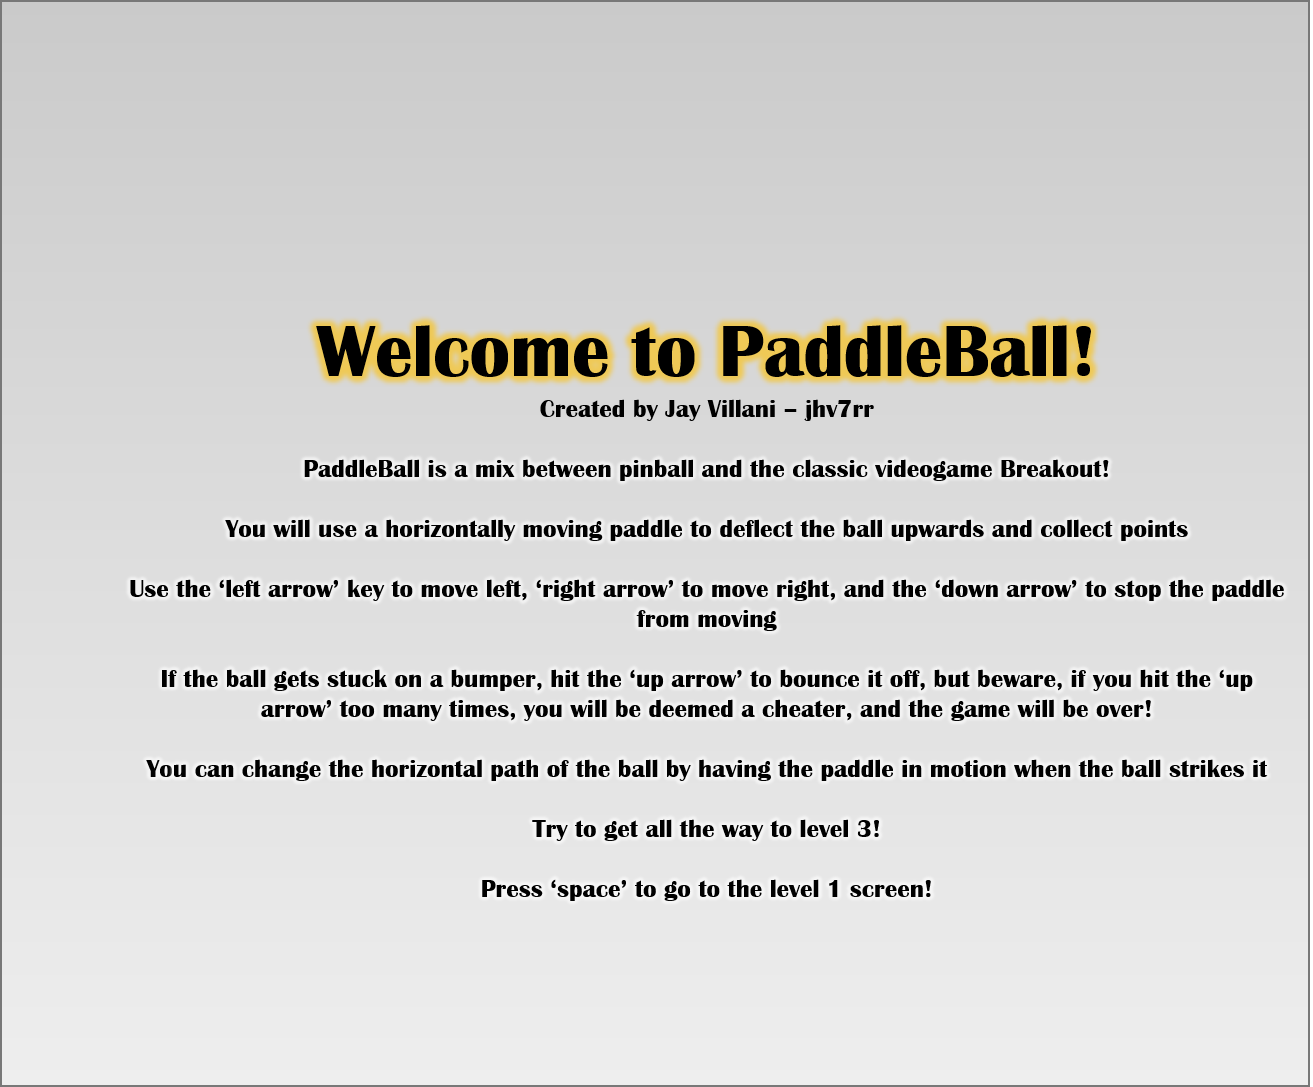 Welcome to PaddleBall!
Created by Jay Villani – jhv7rr
PaddleBall is a mix between pinball and the classic videogame Breakout!
You will use a horizontally moving paddle to deflect the ball upwards and collect points
Use the ‘left arrow’ key to move left, ‘right arrow’ to move right, and the ‘down arrow’ to stop the paddle
from moving
If the ball gets stuck on a bumper, hit the ‘up arrow’ to bounce it off, but beware, if you hit the ‘up
arrow’ too many times, you will be deemed a cheater, and the game will be over!
You can change the horizontal path of the ball by having the paddle in motion when the ball strikes it
Try to get all the way to level 3!
Press ‘space’ to go to the level 1 screen!